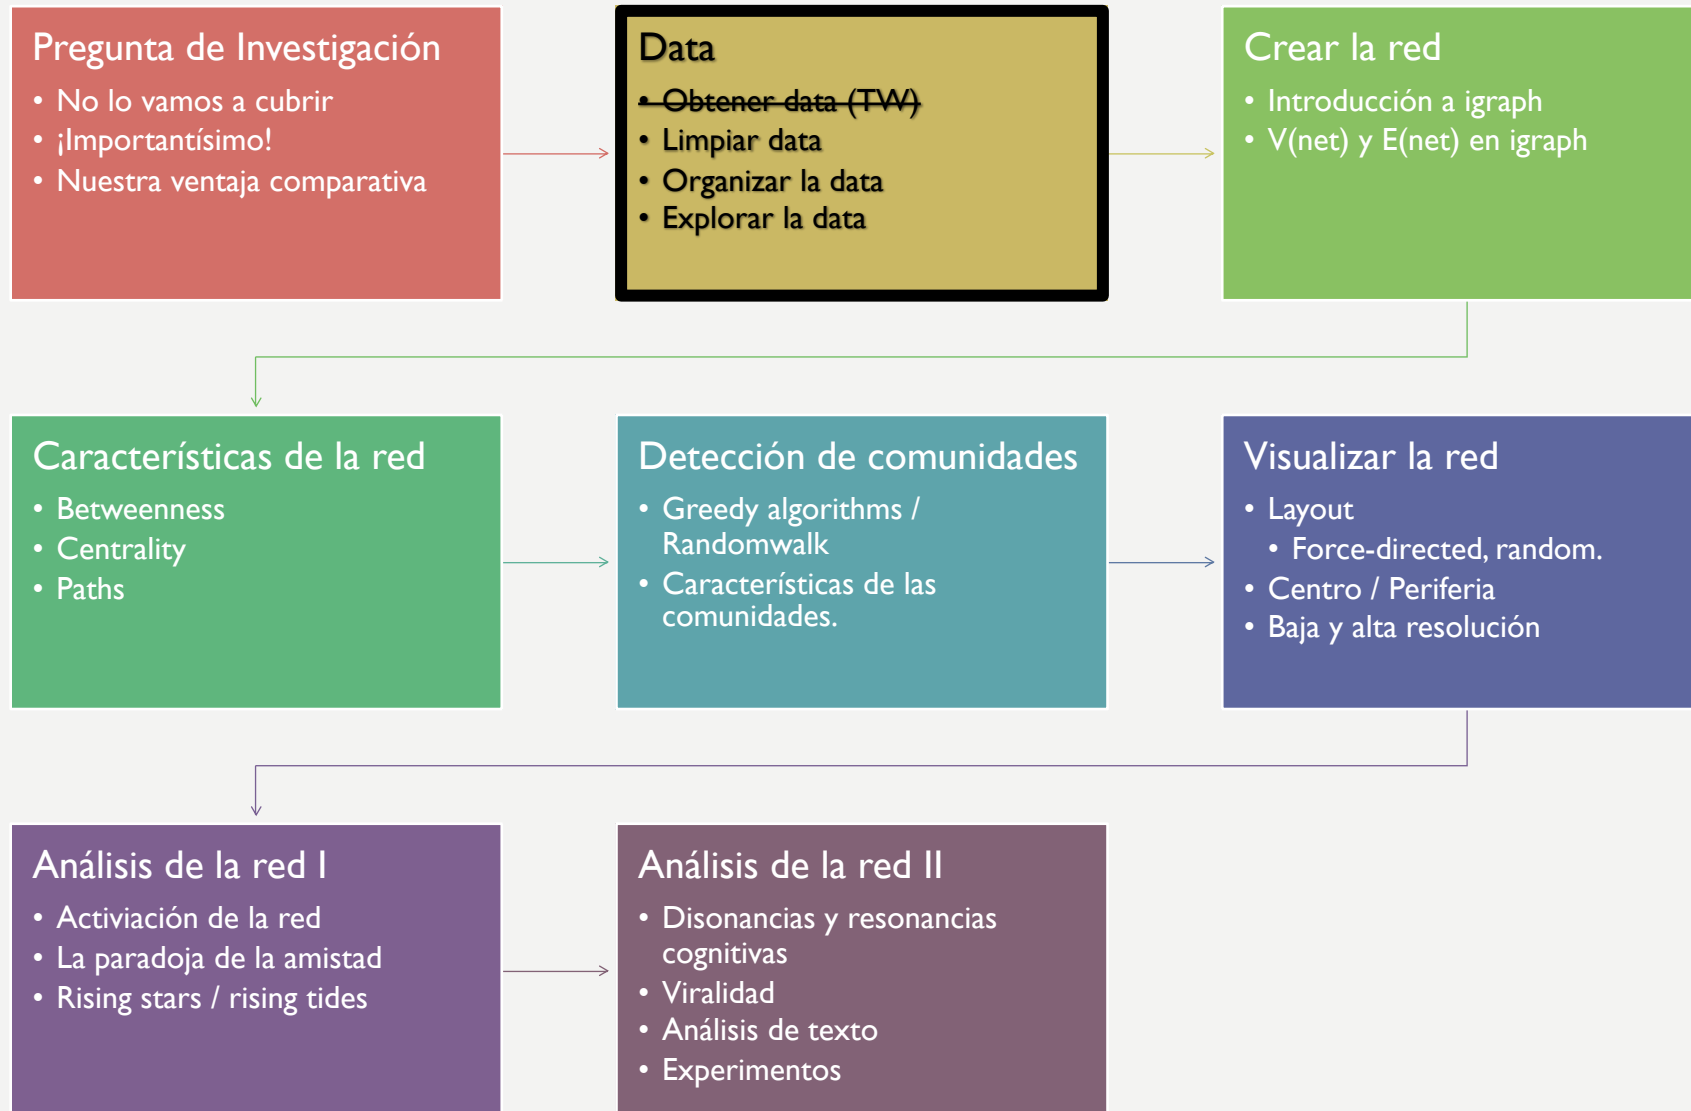 Pregunta de Investigación
• No lo vamos a cubrir
• ¡Importantísimo!
• Nuestra ventaja comparativa
Data
• Obtener data (TW)
• Limpiar data
• Organizar la data
• Explorar la data
Crear la red
• Introducción a igraph
• V(net) y E(net) en igraph
Características de la red
• Betweenness
• Centrality
• Paths
Detección de comunidades
• Greedy algorithms /
Randomwalk
• Características de las
comunidades.
Visualizar la red
• Layout
• Force-directed, random.
• Centro / Periferia
• Baja y alta resolución
Análisis de la red I
• Activiación de la red
• La paradoja de la amistad
• Rising stars / rising tides
Análisis de la red II
• Disonancias y resonancias
cognitivas
• Viralidad
• Análisis de texto
• Experimentos